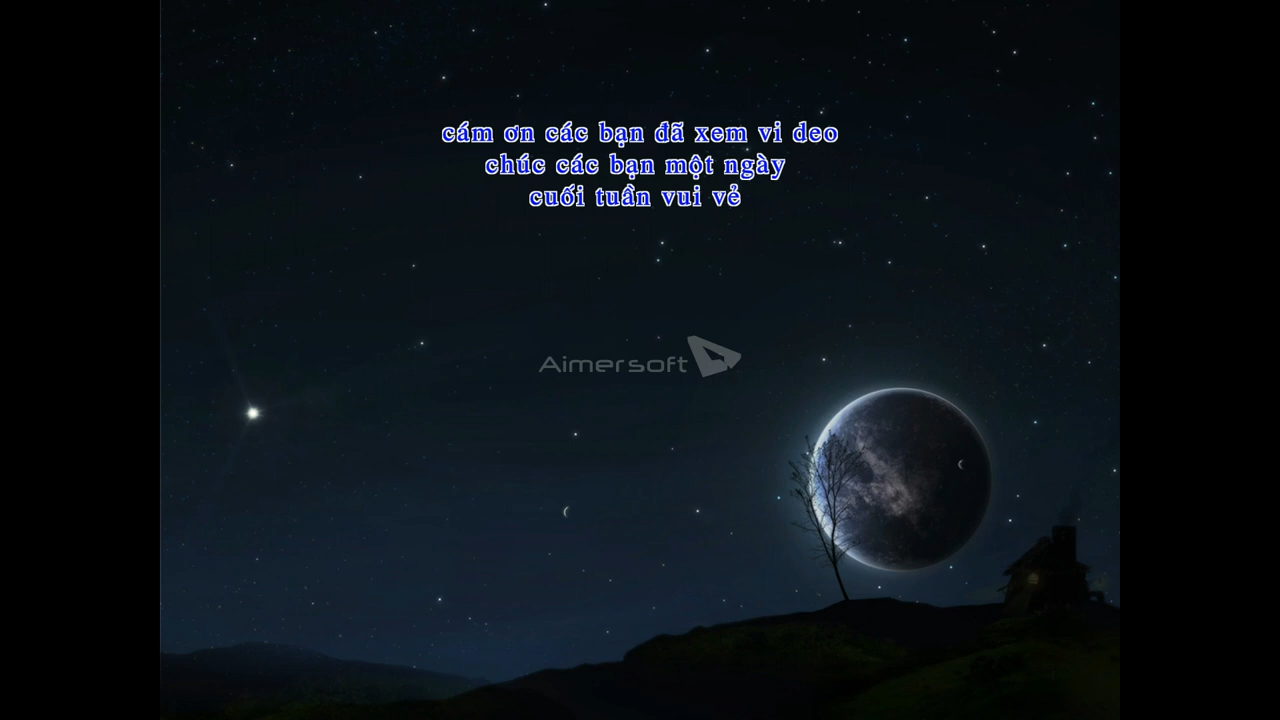 cám ơn các bạn đã xem vi deo
chúc các bạn một ngày
cuối tuần vui vẻ
Aimersoft